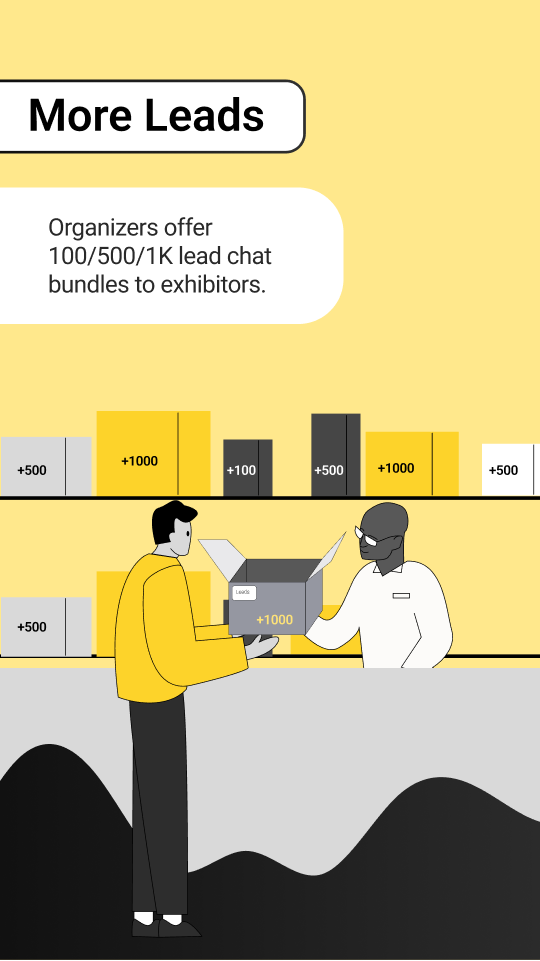 More Leads
Organizers offer
100/500/1K lead chat
bundles to exhibitors.
+500
+1000
+100
+500
+1000
+500
LEADS
+1000
+500